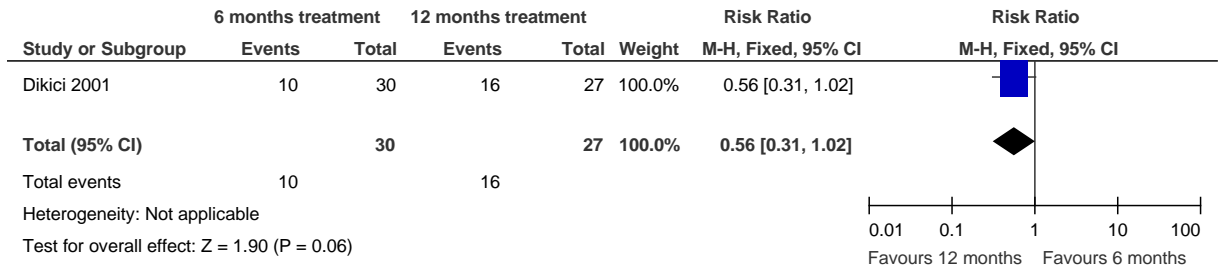 6 months treatment 12 months treatment Risk Ratio Risk Ratio
Study or Subgroup Events Total Events Total Weight M-H, Fixed, 95% CI M-H, Fixed, 95% CI
Dikici 2001 10 30 16 27 100.0% 0.56 [0.31, 1.02]
Total (95% CI) 30 27 100.0% 0.56 [0.31, 1.02]
Total events 10 16
Heterogeneity: Not applicable
Test for overall effect: Z = 1.90 (P = 0.06)
0.01 0.1 1 10 100
Favours 12 months Favours 6 months